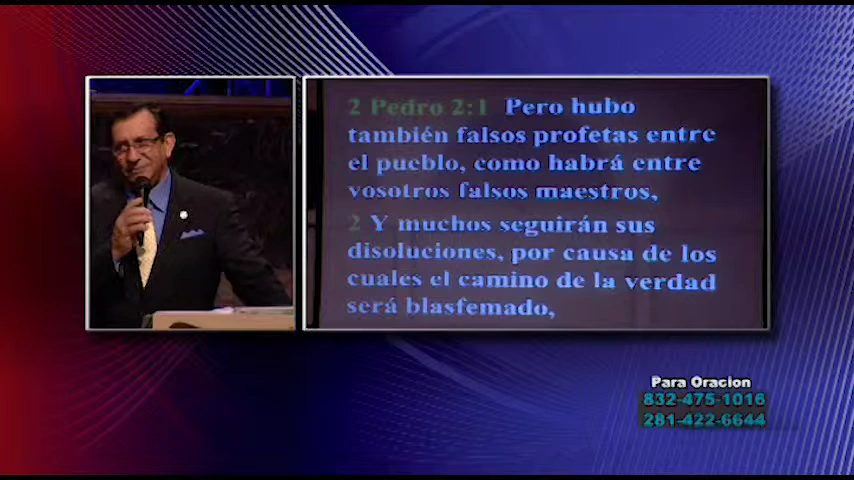 2 Pedro 2:1 Pero hubo
también falsos profetas entre
el pueblo, como habrá entre
vosotros falsos maestros,
2 Y muchos seguirán sus
disoluciones, por causa de los
cuales el camino de la verdad
será blasfemado,
Para Oracion
832-475-1016
281-422-6644